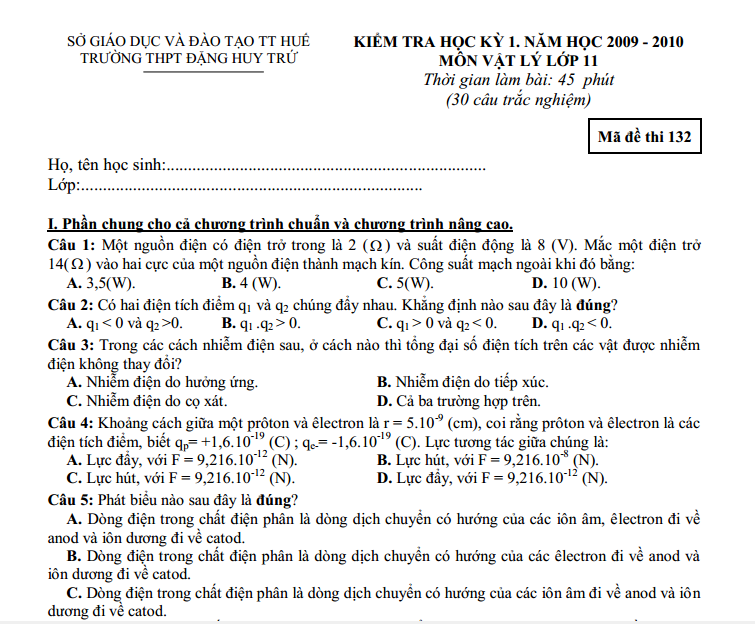 SỞ GIÁO DỤC VÀ ĐÀO TẠO TT HUẾ
TRƯỜNG THPT ĐẶNG HUY TRỨ
KIỂM TRA HỌC KỲ 1. NĂM HỌC 2009 - 2010
MÔN VẬT LÝ LỚP 11
Thời gian làm bài: 45 phút
(30 câu trắc nghiệm)
Mã đề thi 132
Họ, tên học sinh:..........................................................................
Lớp:...............................................................................
I. Phần chung cho cả chương trình chuẩn và chương trình nâng cao.
Câu 1: Một nguồn điện có điện trở trong là 2 (Ω) và suất điện động là 8 (V). Mắc một điện trở
14(Ω) vào hai cực của một nguồn điện thành mạch kín. Công suất mạch ngoài khi đó bằng:
A. 3,5(W). B. 4 (W). C. 5(W). D. 10 (W).
Câu 2: Có hai điện tích điểm q₁ và q₂ chúng đẩy nhau. Khẳng định nào sau đây là đúng?
A. q₁ < 0 và q₂ >0. B. q₁ .q₂ > 0. C. q₁ > 0 và q₂ < 0. D. q₁ .q₂ < 0.
Câu 3: Trong các cách nhiễm điện sau, ở cách nào thì tổng đại số điện tích trên các vật được nhiễm
điện không thay đổi?
A. Nhiễm điện do hưởng ứng. B. Nhiễm điện do tiếp xúc.
C. Nhiễm điện do cọ xát. D. Cả ba trường hợp trên.
Câu 4: Khoảng cách giữa một prôton và êlectron là r = 5.10⁻⁹ (cm), coi rằng prôton và êlectron là các
điện tích điểm, biết qₚ= +1,6.10⁻¹⁹ (C) ; qₑ= -1,6.10⁻¹⁹ (C). Lực tương tác giữa chúng là:
A. Lực đẩy, với F = 9,216.10⁻¹² (N). B. Lực hút, với F = 9,216.10⁻⁸ (N).
C. Lực hút, với F = 9,216.10⁻¹² (N). D. Lực đẩy, với F = 9,216.10⁻¹² (N).
Câu 5: Phát biểu nào sau đây là đúng?
A. Dòng điện trong chất điện phân là dòng dịch chuyển có hướng của các iôn âm, êlectron đi về
anod và iôn dương đi về catod.
B. Dòng điện trong chất điện phân là dòng dịch chuyển có hướng của các êlectron đi về anod và
iôn dương đi về catod.
C. Dòng điện trong chất điện phân là dòng dịch chuyển có hướng của các iôn âm đi về anod và iôn
dương đi về catod.